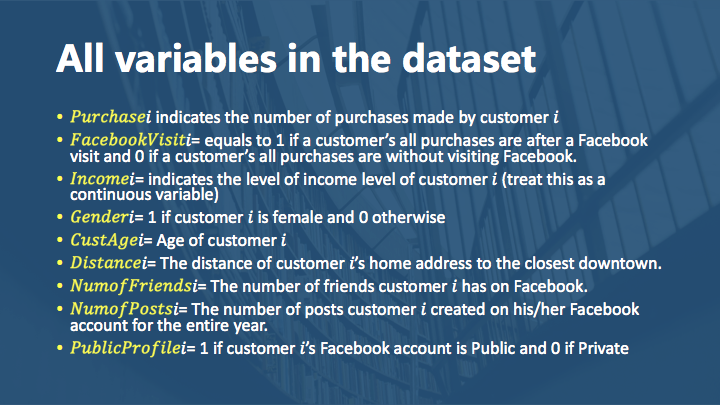 All variables in the dataset
• Purchasei indicates the number of purchases made by customer i
• FacebookVisiti= equals to 1 if a customer’s all purchases are after a Facebook
visit and 0 if a customer’s all purchases are without visiting Facebook.
• Incomei= indicates the level of income level of customer i (treat this as a
continuous variable)
• Genderi= 1 if customer i is female and 0 otherwise
• CustAgei= Age of customer i
• Distancei= The distance of customer i’s home address to the closest downtown.
• NumofFriendsi= The number of friends customer i has on Facebook.
• NumofPostsi= The number of posts customer i created on his/her Facebook
account for the entire year.
• PublicProfilei= 1 if customer i’s Facebook account is Public and 0 if Private